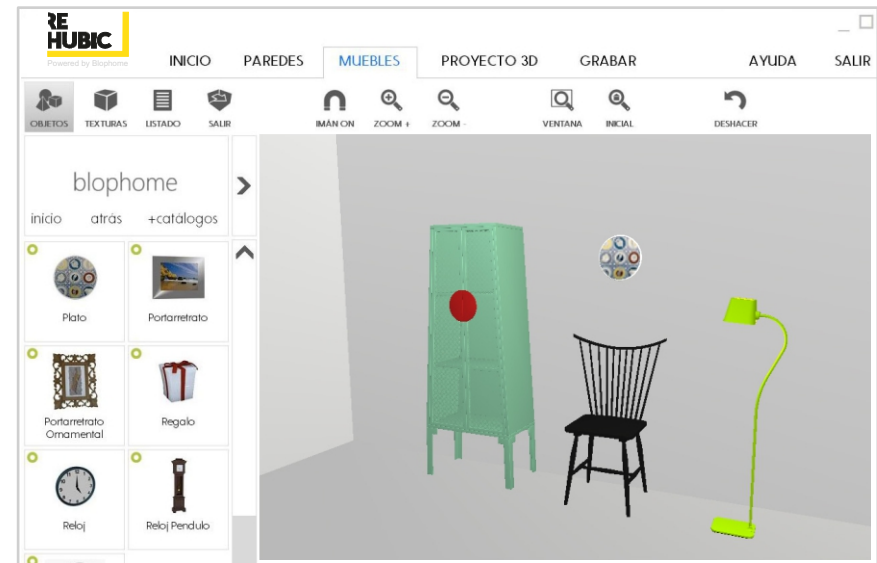 RE
HUBIC
Powered by Blophome
INICIO PAREDES MUEBLES PROYECTO 3D GRABAR AYUDA SALIR
OBJETOS TEXTURAS LISTADO SALIR IMÁN ON ZOOM + ZOOM - VENTANA INICIAL DESHACER
blophome
inicio atrás +catálogos
Plato Portarretrato
Portarretrato
Ornamental
Regalo
Reloj Reloj Pendulo